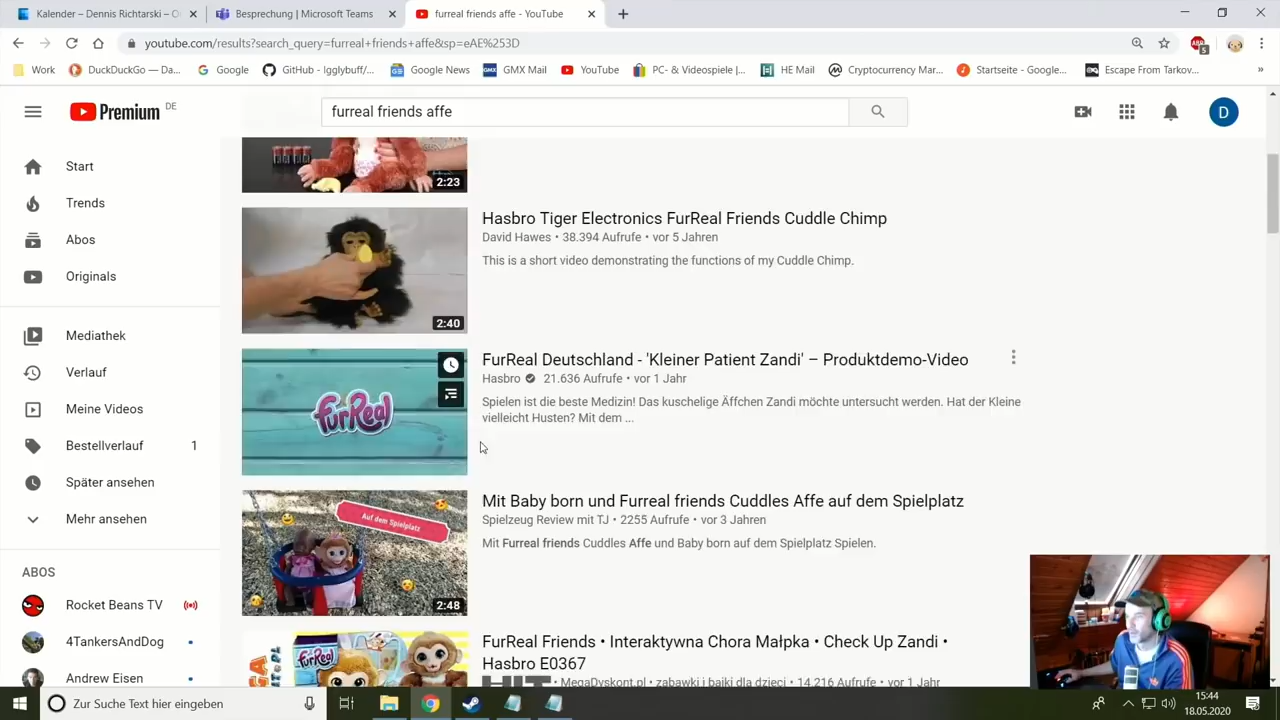 Kalender – Dennis Richtarski – O
Besprechung | Microsoft Teams
furreal friends affe - YouTube
youtube.com/results?search_query=furreal+friends+affe&sp=eAE%253D
ABP
5
Work
DuckDuckGo — Da...
Google
GitHub - Igglybuff/...
Google News
GMX Mail
YouTube
PC- & Videospiele |...
HE Mail
Cryptocurrency Mar...
Startseite - Google...
Escape From Tarkov...
»
Premium DE
furreal friends affe
D
Start
Trends
Abos
Originals
Mediathek
Verlauf
Meine Videos
Bestellverlauf 1
Später ansehen
Mehr ansehen
ABOS
Rocket Beans TV
4TankersAndDog
Andrew Eisen
2:23
Hasbro Tiger Electronics FurReal Friends Cuddle Chimp
David Hawes • 38.394 Aufrufe • vor 5 Jahren
This is a short video demonstrating the functions of my Cuddle Chimp.
2:40
FurReal Deutschland - 'Kleiner Patient Zandi' – Produktdemo-Video
Hasbro 21.636 Aufrufe • vor 1 Jahr
Spielen ist die beste Medizin! Das kuschelige Äffchen Zandi möchte untersucht werden. Hat der Kleine
vielleicht Husten? Mit dem ...
furReal
Mit Baby born und Furreal friends Cuddles Affe auf dem Spielplatz
Spielzeug Review mit TJ • 2255 Aufrufe • vor 3 Jahren
Mit Furreal friends Cuddles Affe und Baby born auf dem Spielplatz Spielen.
Auf dem Spielplatz
2:48
FurReal Friends • Interaktywna Chora Małpka • Check Up Zandi •
Hasbro E0367
MegaDyskont.pl - zabawki i bajki dla dzieci • 14.216 Aufrufe • vor 1 Jahr
furReal
Zur Suche Text hier eingeben
15:44
18.05.2020